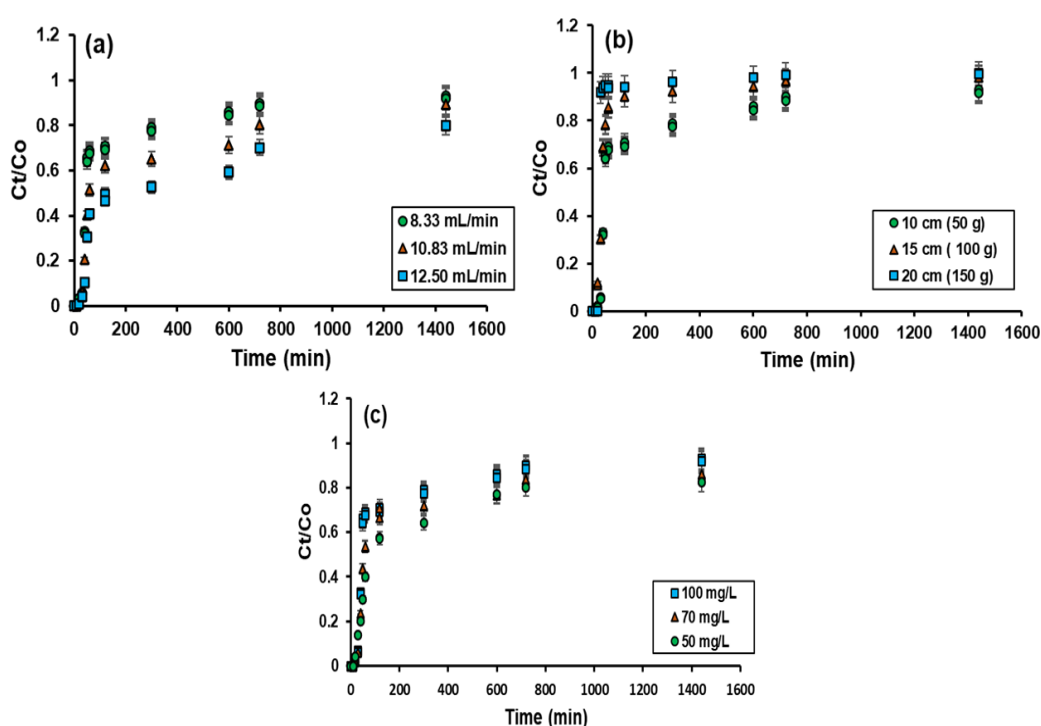 (a)
1.2
1
0.8
0.6
0.4
0.2
0
Ct/Co
0 200 400 600 800 1000 1200 1400 1600
Time (min)
8.33 mL/min
10.83 mL/min
12.50 mL/min
(b)
1.2
1
0.8
0.6
0.4
0.2
0
Ct/Co
0 200 400 600 800 1000 1200 1400 1600
Time (min)
10 cm (50 g)
15 cm ( 100 g)
20 cm (150 g)
(c)
1.2
1
0.8
0.6
0.4
0.2
0
Ct/Co
0 200 400 600 800 1000 1200 1400 1600
Time (min)
100 mg/L
70 mg/L
50 mg/L